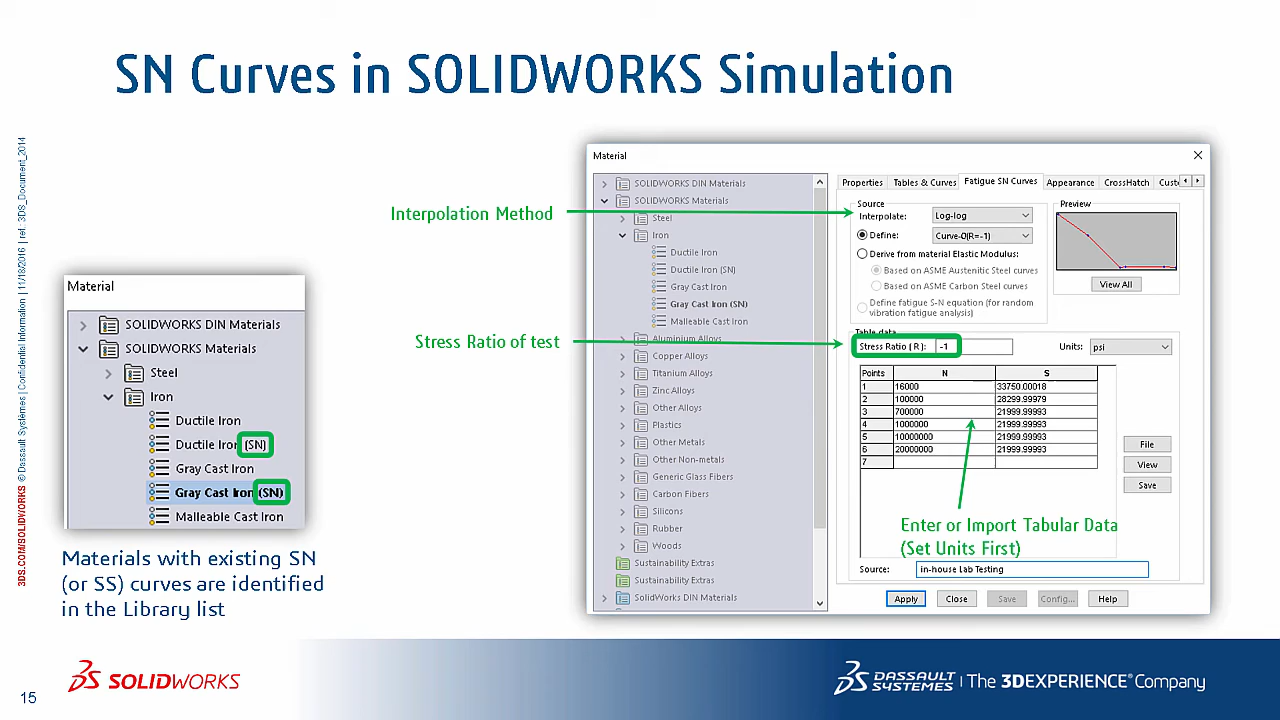 SN Curves in SOLIDWORKS Simulation
3DS.COM/SOLIDWORKS © Dassault Systèmes | Confidential Information | 11/18/2016 | ref.: 3DS_Document_2014
Material
SOLIDWORKS DIN Materials
SOLIDWORKS Materials
Steel
Iron
Ductile Iron
Ductile Iron (SN)
Gray Cast Iron
Gray Cast Iron (SN)
Malleable Cast Iron
Materials with existing SN
(or SS) curves are identified
in the Library list
Interpolation Method
Stress Ratio of test
Material
SOLIDWORKS DIN Materials
SOLIDWORKS Materials
Steel
Iron
Ductile Iron
Ductile Iron (SN)
Gray Cast Iron
Gray Cast Iron (SN)
Malleable Cast Iron
Aluminium Alloys
Copper Alloys
Titanium Alloys
Zinc Alloys
Other Alloys
Plastics
Other Metals
Other Non-metals
Generic Glass Fibers
Carbon Fibers
Silicons
Rubber
Woods
Sustainability Extras
Sustainability Extras
SolidWorks DIN Materials
Properties Tables & Curves Fatigue SN Curves Appearance CrossHatch Custo
Source
Interpolate: Log-log
Define: Curve-0(R=-1)
Derive from material Elastic Modulus:
Based on ASME Austenitic Steel curves
Based on ASME Carbon Steel curves
Define fatigue S-N equation (for random
vibration fatigue analysis)
Preview
View All
Table data
Stress Ratio ( R ): -1
Units: psi
Points N S
1 16000 33750.00018
2 100000 28299.99979
3 700000 21999.99993
4 1000000 21999.99993
5 10000000 21999.99993
6 20000000 21999.99993
7
File
View
Save
Enter or Import Tabular Data
(Set Units First)
Source: in-house Lab Testing
Apply Close Save Config... Help
15
SOLIDWORKS
DASSAULT SYSTEMES | The 3DEXPERIENCE® Company